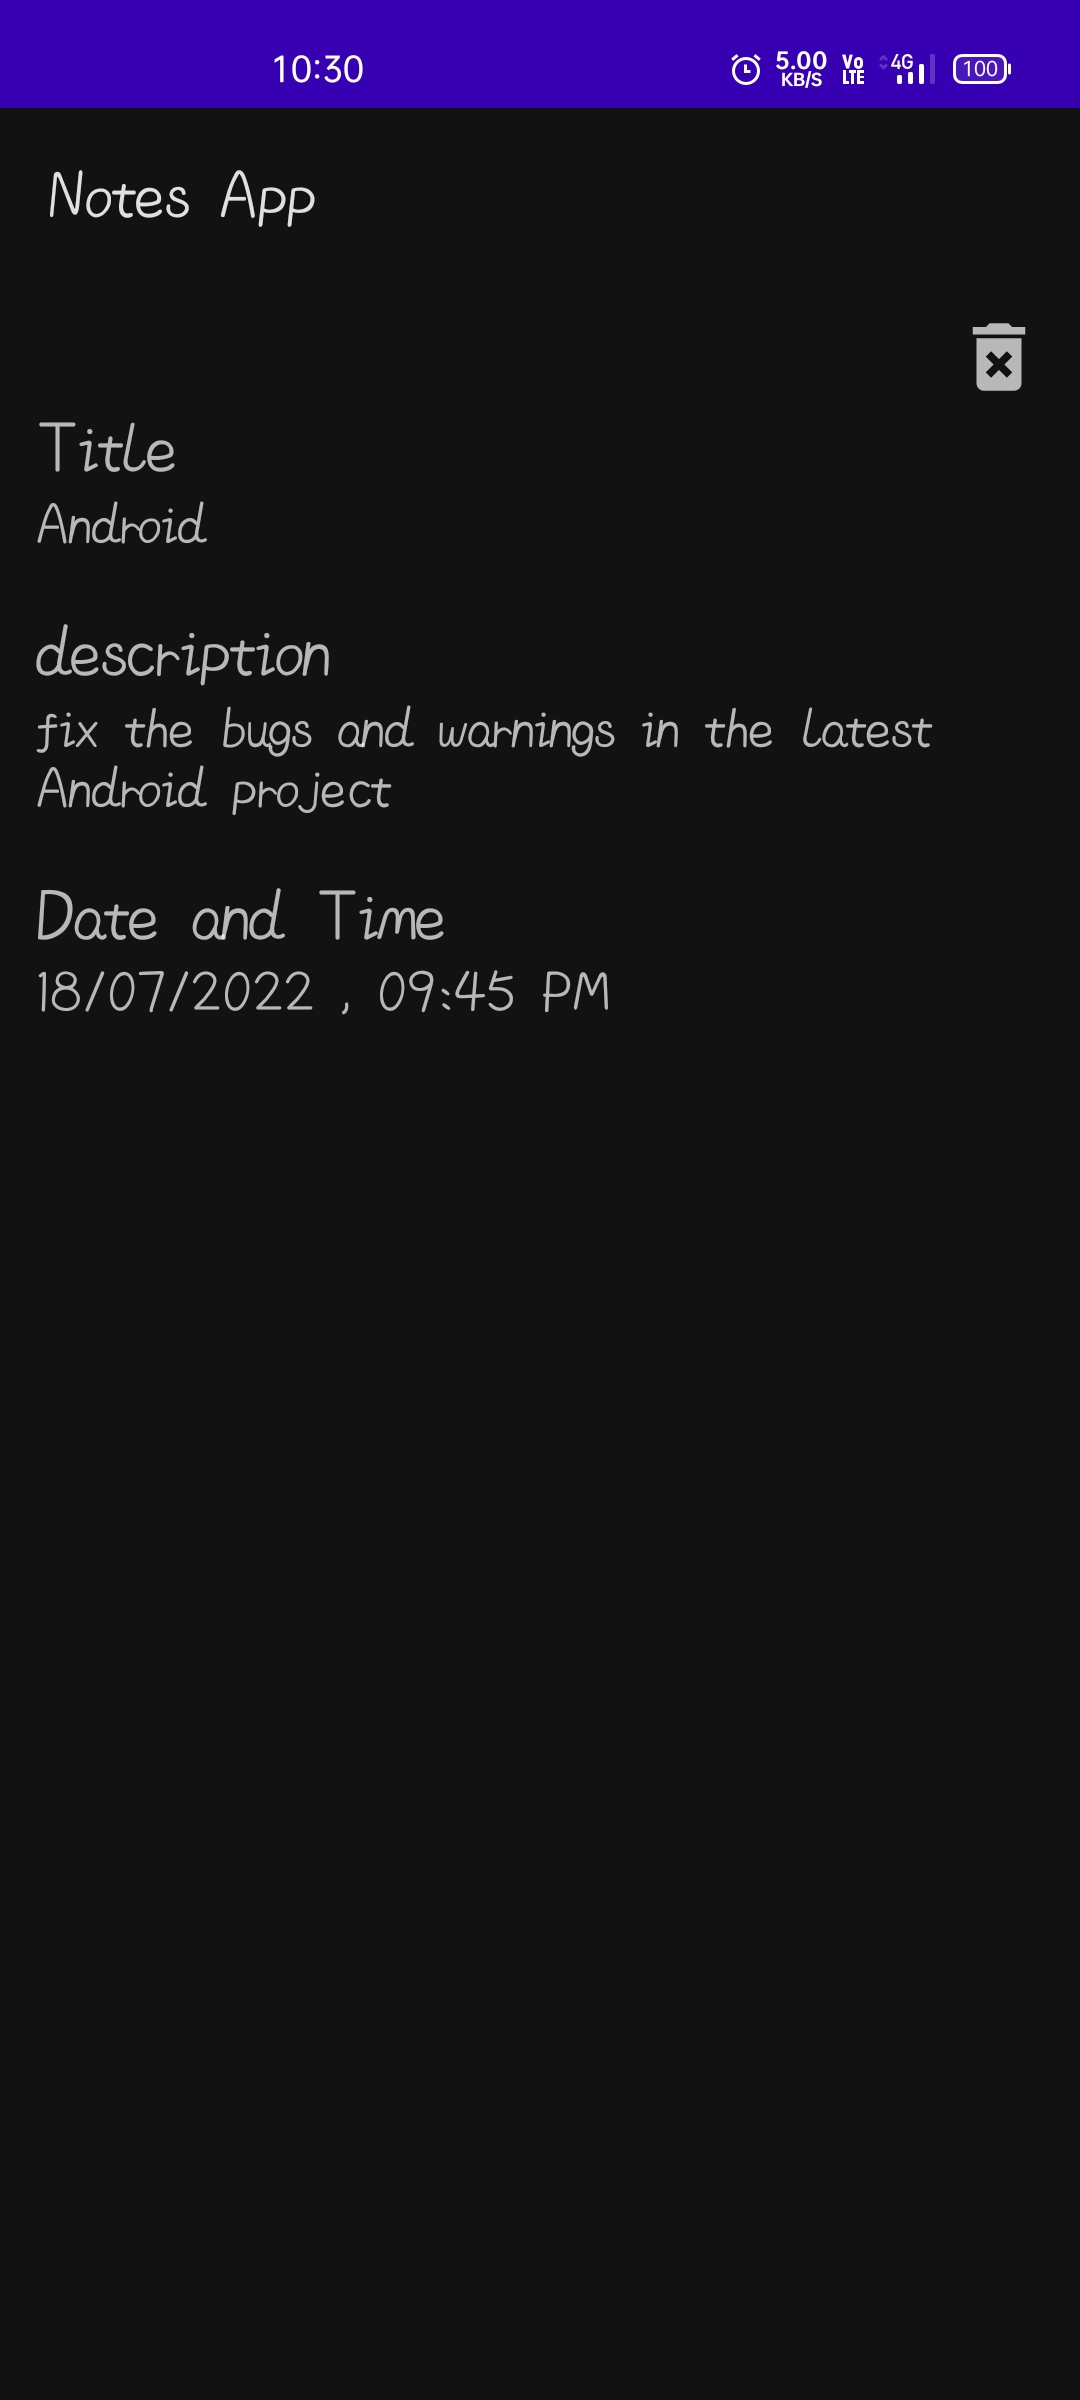 10:30 5.00 KB/S Vo LTE 4G 100
Notes App
Title
Android
description
fix the bugs and warnings in the latest
Android project
Date and Time
18/07/2022 , 09:45 PM